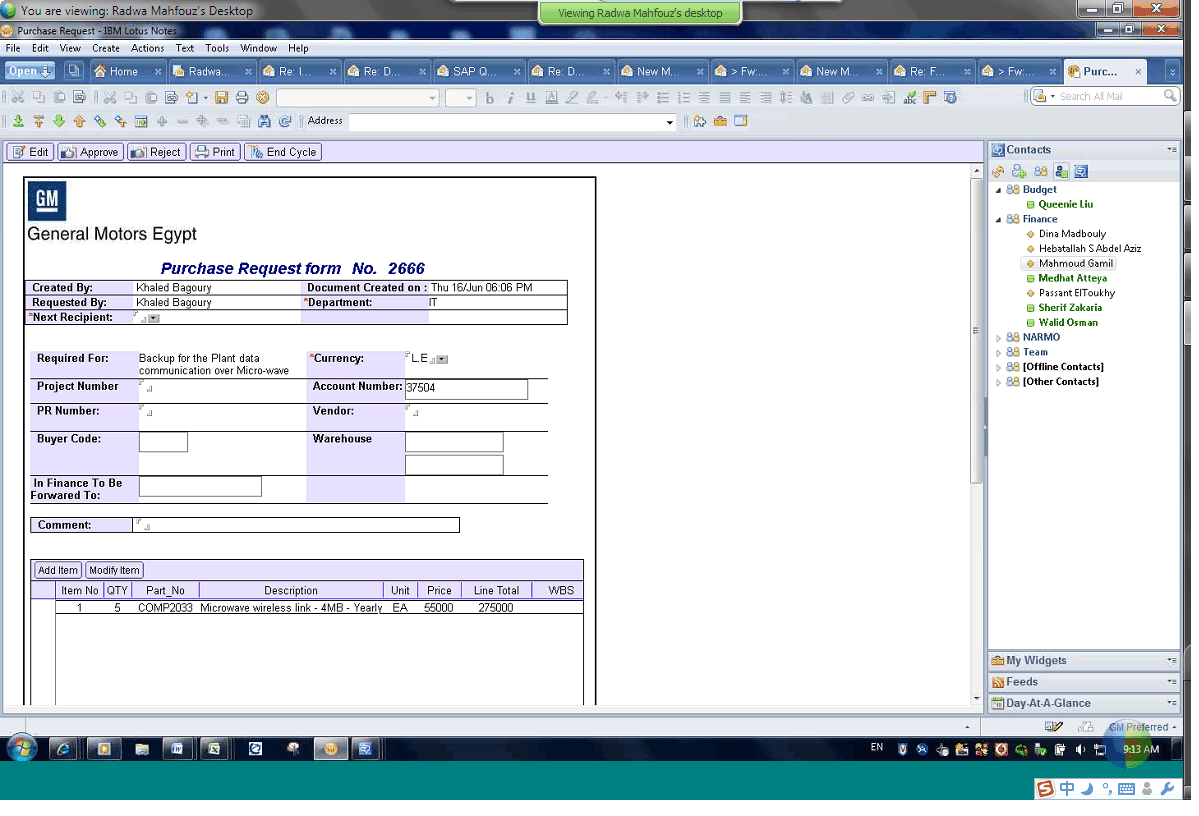 You are viewing: Radwa Mahfouz's Desktop
Viewing Radwa Mahfouz's desktop
Purchase Request - IBM Lotus Notes
File Edit View Create Actions Text Tools Window Help
Open Home Radwa... Re: I... Re: D... SAP Q... Re: D... New M... > Fw:... New M... Re: F... > Fw:... Purc...
b i u A Search All Mail
Address
Edit Approve Reject Print End Cycle
GM
General Motors Egypt
Purchase Request form No. 2666
Created By: Khaled Bagoury Document Created on : Thu 16/Jun 06:06 PM
Requested By: Khaled Bagoury *Department: IT
*Next Recipient:
Required For: Backup for the Plant data communication over Micro-wave *Currency: L.E
Project Number Account Number: 37504
PR Number: Vendor:
Buyer Code: Warehouse
In Finance To Be
Forwared To:
Comment:
Add Item Modify Item
Item No QTY Part_No Description Unit Price Line Total WBS
1 5 COMP2033 Microwave wireless link - 4MB - Yearly EA 55000 275000
Contacts
Budget
Queenie Liu
Finance
Dina Madbouly
Hebatallah S Abdel Aziz
Mahmoud Gamil
Medhat Atteya
Passant ElToukhy
Sherif Zakaria
Walid Osman
NARMO
Team
[Offline Contacts]
[Other Contacts]
My Widgets
Feeds
Day-At-A-Glance
GM Preferred
EN 9:13 AM
中